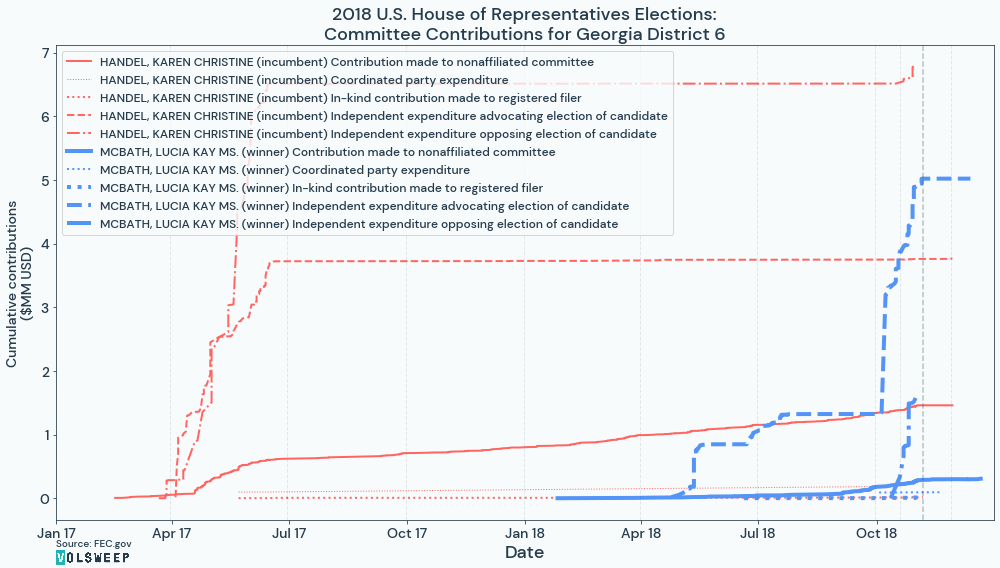 2018 U.S. House of Representatives Elections:
Committee Contributions for Georgia District 6
HANDEL, KAREN CHRISTINE (incumbent) Contribution made to nonaffiliated committee
HANDEL, KAREN CHRISTINE (incumbent) Coordinated party expenditure
HANDEL, KAREN CHRISTINE (incumbent) In-kind contribution made to registered filer
HANDEL, KAREN CHRISTINE (incumbent) Independent expenditure advocating election of candidate
HANDEL, KAREN CHRISTINE (incumbent) Independent expenditure opposing election of candidate
MCBATH, LUCIA KAY MS. (winner) Contribution made to nonaffiliated committee
MCBATH, LUCIA KAY MS. (winner) Coordinated party expenditure
MCBATH, LUCIA KAY MS. (winner) In-kind contribution made to registered filer
MCBATH, LUCIA KAY MS. (winner) Independent expenditure advocating election of candidate
MCBATH, LUCIA KAY MS. (winner) Independent expenditure opposing election of candidate
Cumulative contributions
($MM USD)
7
6
5
4
3
2
1
0
Jan 17 Apr 17 Jul 17 Oct 17 Jan 18 Apr 18 Jul 18 Oct 18
Date
Source: FEC.gov
VOLSWEEP